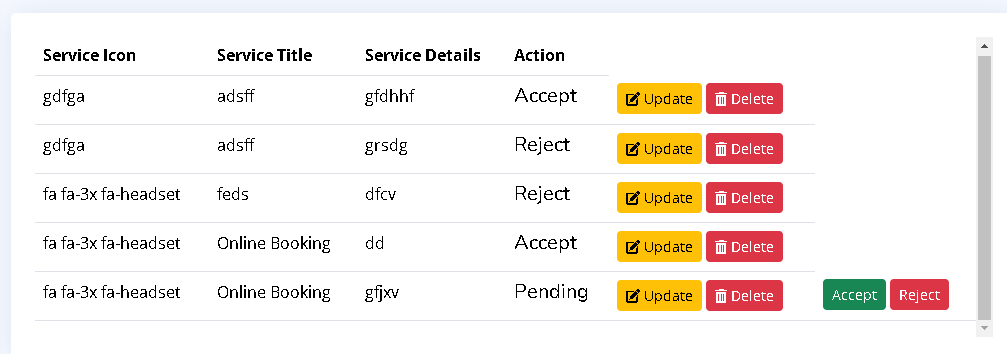 Service Icon Service Title Service Details Action
gdfga adsff gfdhhf Accept Update Delete
gdfga adsff grsdg Reject Update Delete
fa fa-3x fa-headset feds dfcv Reject Update Delete
fa fa-3x fa-headset Online Booking dd Accept Update Delete
fa fa-3x fa-headset Online Booking gfjxv Pending Update Delete Accept Reject